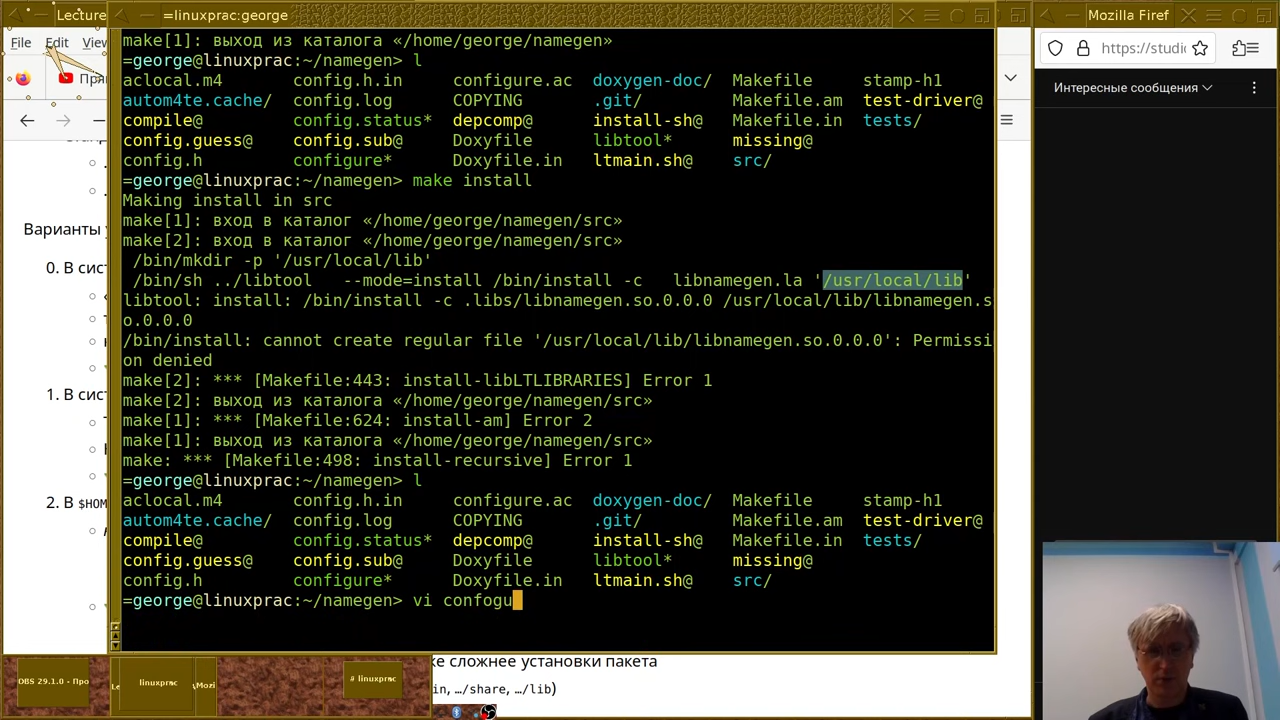 Lecture
=linuxprac:george
Mozilla Firef
File Edit View
https://studi
Интересные сообщения
Варианты
0. В сис
1. В сис
2. В $HOM
make[1]: выход из каталога «/home/george/namegen»
=george@linuxprac:~/namegen> l
aclocal.m4 config.h.in configure.ac doxygen-doc/ Makefile stamp-h1
autom4te.cache/ config.log COPYING .git/ Makefile.am test-driver@
compile@ config.status* depcomp@ install-sh@ Makefile.in tests/
config.guess@ config.sub@ Doxyfile libtool* missing@
config.h configure* Doxyfile.in ltmain.sh@ src/
=george@linuxprac:~/namegen> make install
Making install in src
make[1]: вход в каталог «/home/george/namegen/src»
make[2]: вход в каталог «/home/george/namegen/src»
/bin/mkdir -p '/usr/local/lib'
/bin/sh ../libtool --mode=install /bin/install -c libnamegen.la '/usr/local/lib'
libtool: install: /bin/install -c .libs/libnamegen.so.0.0.0 /usr/local/lib/libnamegen.s
o.0.0.0
/bin/install: cannot create regular file '/usr/local/lib/libnamegen.so.0.0.0': Permissi
on denied
make[2]: *** [Makefile:443: install-libLTLIBRARIES] Error 1
make[2]: выход из каталога «/home/george/namegen/src»
make[1]: *** [Makefile:624: install-am] Error 2
make[1]: выход из каталога «/home/george/namegen/src»
make: *** [Makefile:498: install-recursive] Error 1
=george@linuxprac:~/namegen> l
aclocal.m4 config.h.in configure.ac doxygen-doc/ Makefile stamp-h1
autom4te.cache/ config.log COPYING .git/ Makefile.am test-driver@
compile@ config.status* depcomp@ install-sh@ Makefile.in tests/
config.guess@ config.sub@ Doxyfile libtool* missing@
config.h configure* Doxyfile.in ltmain.sh@ src/
=george@linuxprac:~/namegen> vi confogu
ке сложнее установки пакета
in, …/share, …/lib)
OBS 29.1.0 - Про
linuxprac
Mozi
# linuxprac